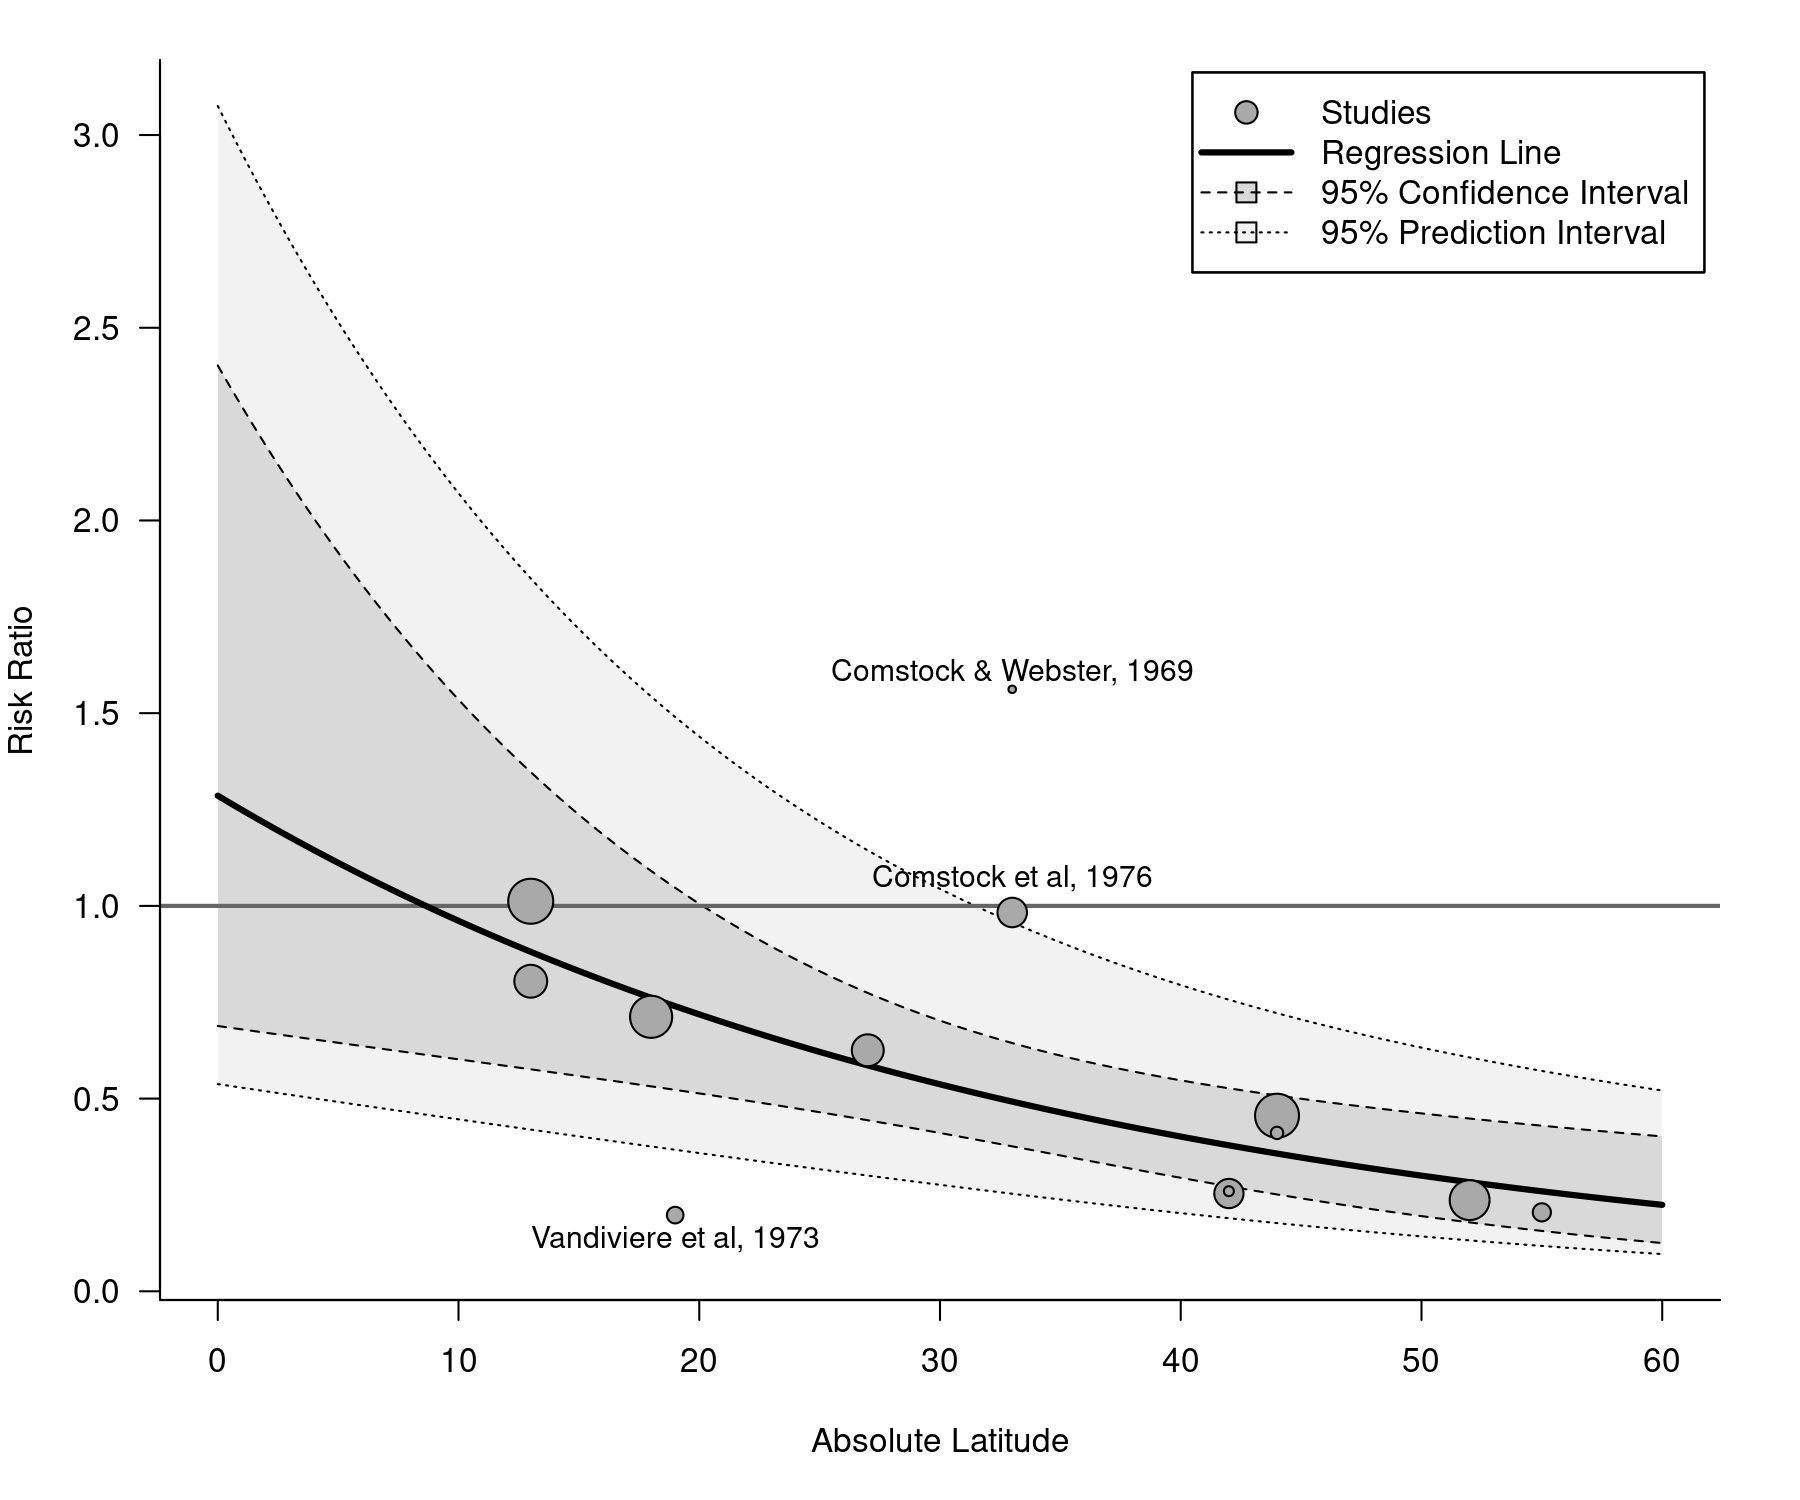 Studies
Regression Line
95% Confidence Interval
95% Prediction Interval
3.0
2.5
2.0
1.5
1.0
0.5
0.0
Risk Ratio
Comstock & Webster, 1969
Comstock et al, 1976
Vandiviere et al, 1973
0 10 20 30 40 50 60
Absolute Latitude